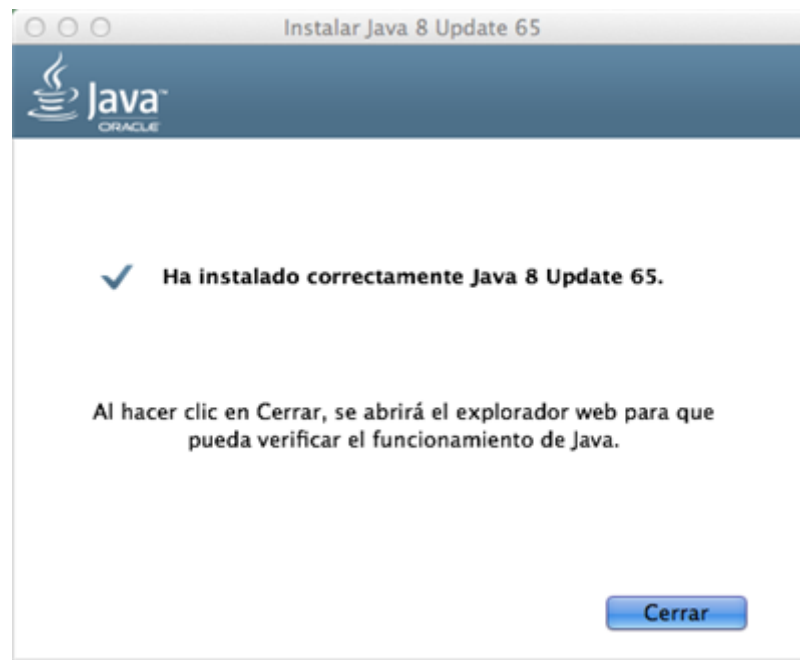 Instalar Java 8 Update 65
Java™
ORACLE
Ha instalado correctamente Java 8 Update 65.
Al hacer clic en Cerrar, se abrirá el explorador web para que
pueda verificar el funcionamiento de Java.
Cerrar